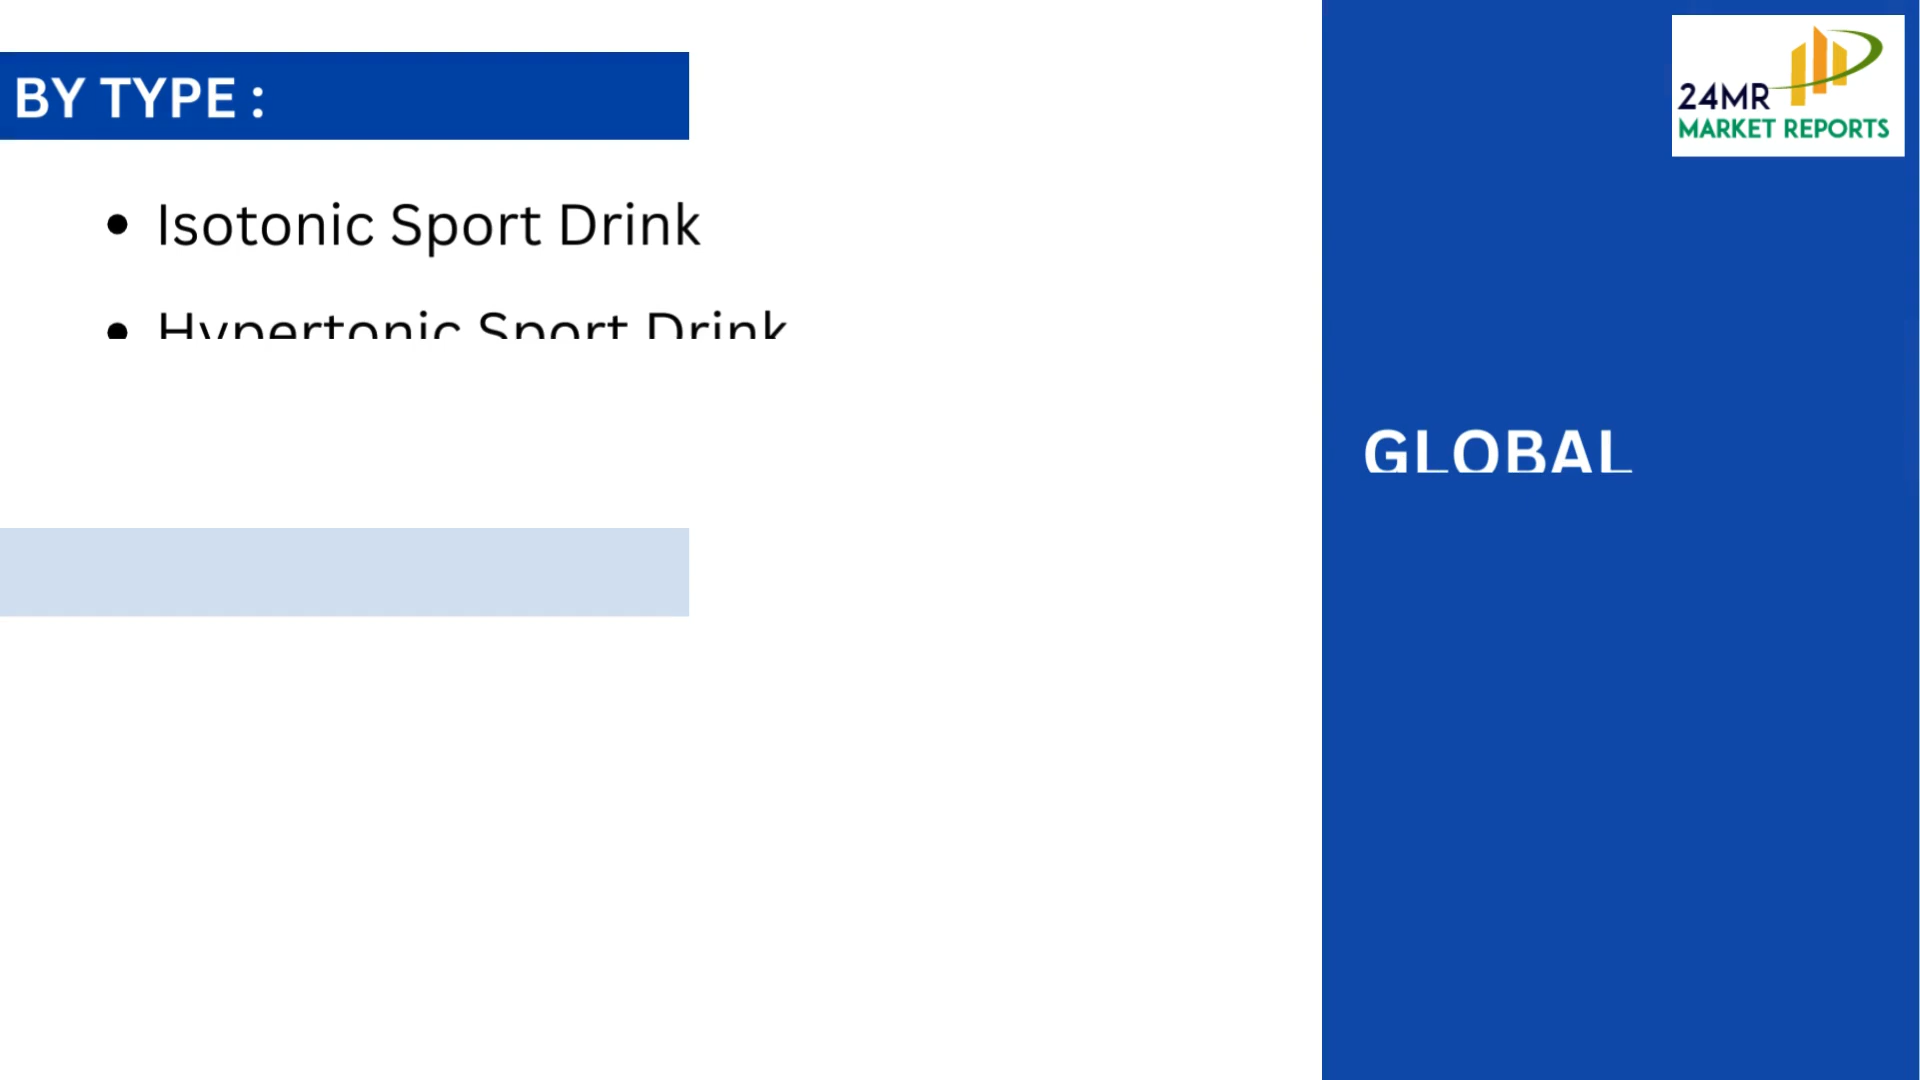 BY TYPE :
• Isotonic Sport Drink
• Hypertonic Sport Drink
24MR
MARKET REPORTS
GLOBAL